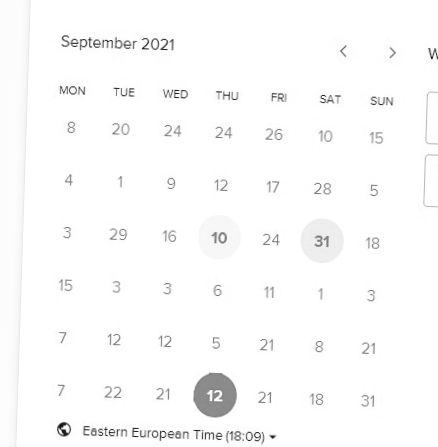 September 2021
< >
W
MON TUE WED THU FRI SAT SUN
8 20 24 24 26 10 15
4 1 9 12 17 28 5
3 29 16 10 24 31 18
15 3 3 6 11 1 3
7 12 12 5 21 8 21
7 22 21 12 21 18 31
Eastern European Time (18:09)